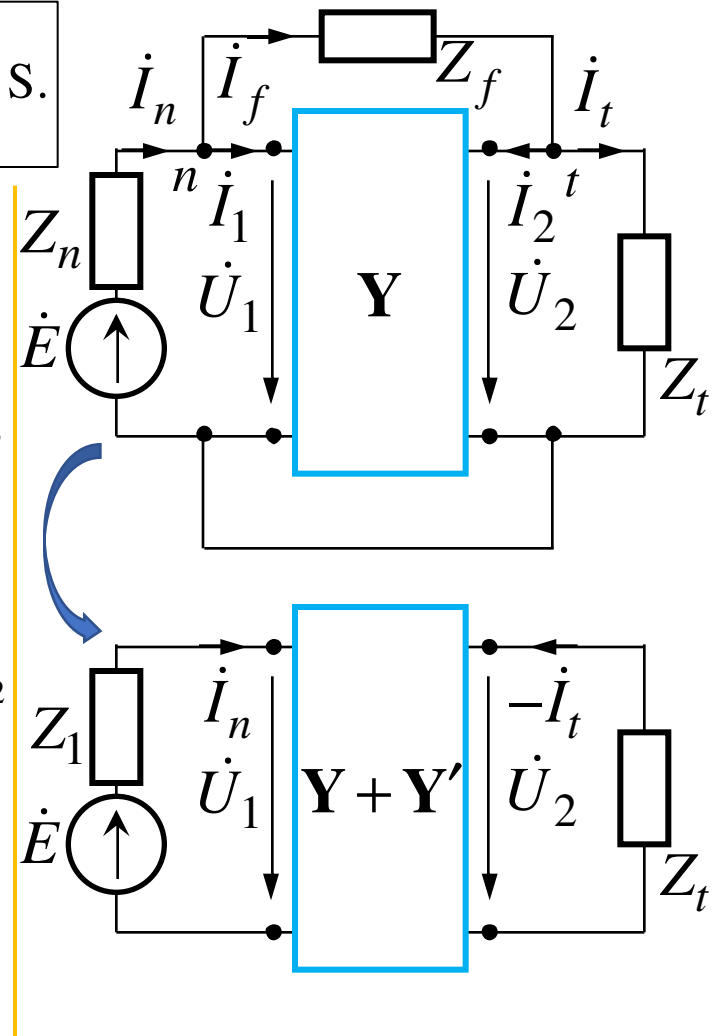 s.
Z_f
İ_n İ_f İ_t
n İ_1 İ_2 t
Z_n
U̇_1 Y U̇_2
Ė
Z_t
İ_n −İ_t
Z_1
U̇_1 Y + Y′ U̇_2
Ė
Z_t